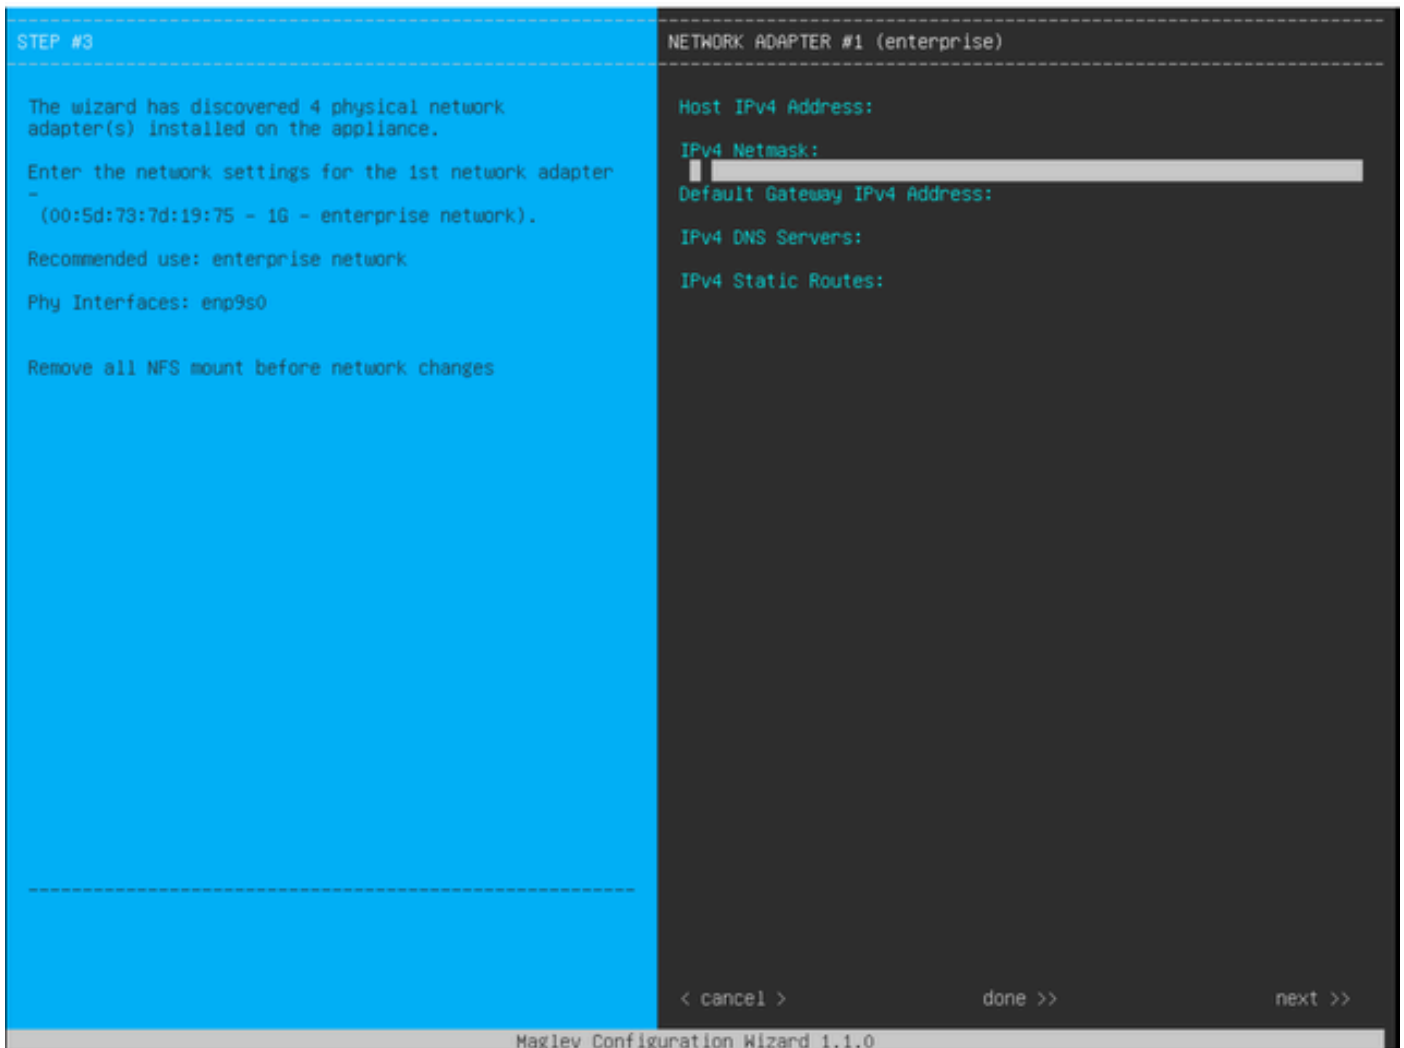 STEP #3
The wizard has discovered 4 physical network
adapter(s) installed on the appliance.
Enter the network settings for the 1st network adapter
-
(00:5d:73:7d:19:75 - 1G - enterprise network).
Recommended use: enterprise network
Phy Interfaces: enp9s0
Remove all NFS mount before network changes
NETWORK ADAPTER #1 (enterprise)
Host IPv4 Address:
IPv4 Netmask:
Default Gateway IPv4 Address:
IPv4 DNS Servers:
IPv4 Static Routes:
< cancel > done >> next >>
Maglev Configuration Wizard 1.1.0